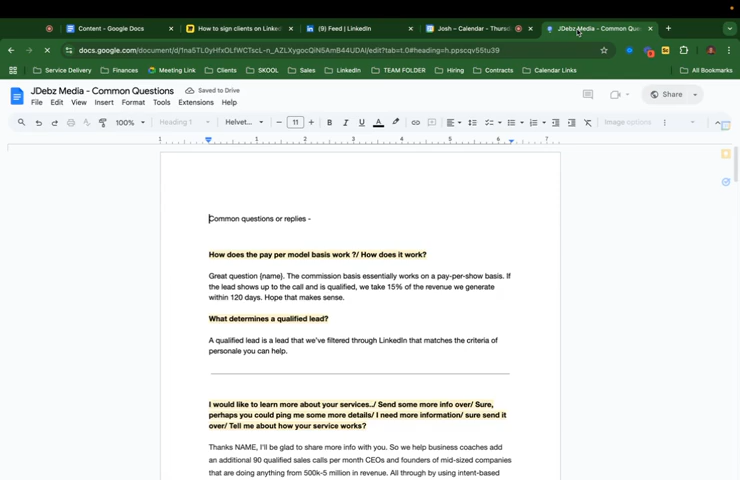 Content - Google Docs
How to sign clients on Linked
(9) Feed | LinkedIn
Josh – Calendar - Thursd
JDebz Media - Common Ques
docs.google.com/document/d/
Service Delivery
Finances
Meeting Link
Clients
SKOOL
Sales
LinkedIn
TEAM FOLDER
Hiring
Contracts
Calendar Links
All Bookmarks
JDebz Media - Common Questions
Saved to Drive
File Edit View Insert Format Tools Extensions Help
Share
100%
Heading 1
Helvet...
11
Image options
1 1 2 3 4 5 6 7
Common questions or replies -
How does the pay per model basis work ?/ How does it work?
Great question {name}. The commission basis essentially works on a pay-per-show basis. If
the lead shows up to the call and is qualified, we take 15% of the revenue we generate
within 120 days. Hope that makes sense.
What determines a qualified lead?
A qualified lead is a lead that we've filtered through LinkedIn that matches the criteria of
personale you can help.
I would like to learn more about your services../ Send some more info over/ Sure,
perhaps you could ping me some more details/ I need more information/ sure send it
over/ Tell me about how your service works?
Thanks NAME, I'll be glad to share more info with you. So we help business coaches add
an additional 90 qualified sales calls per month CEOs and founders of mid-sized companies
that are doing anything from 500k-5 million in revenue. All through by using intent-based